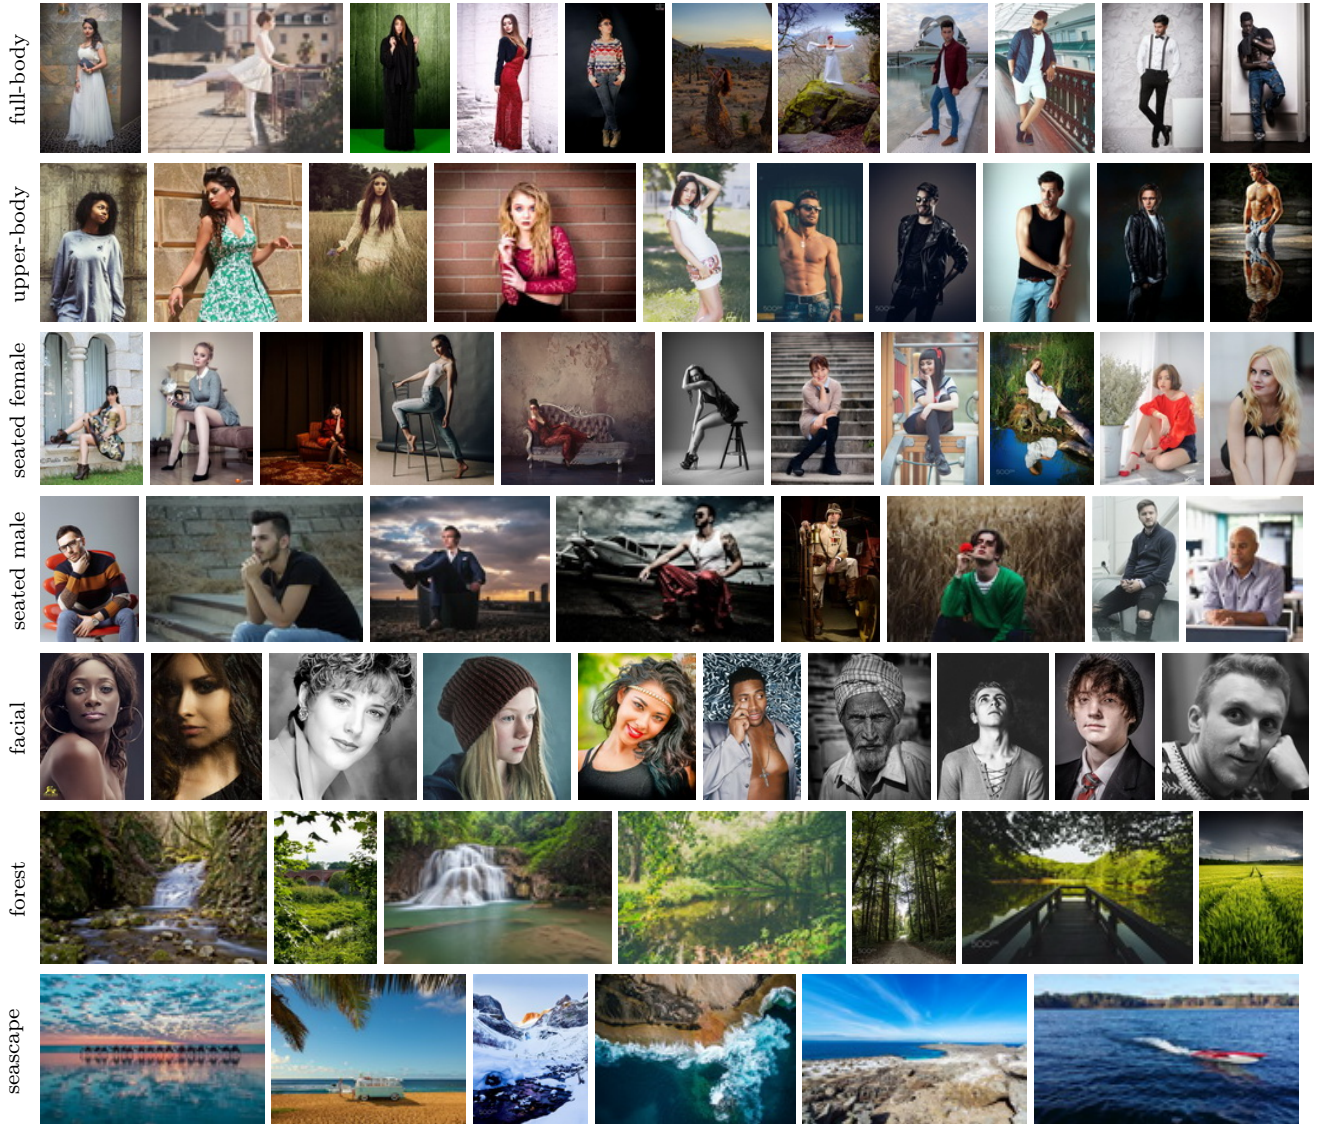 full-body
upper-body
seated female
seated male
facial
forest
seascape